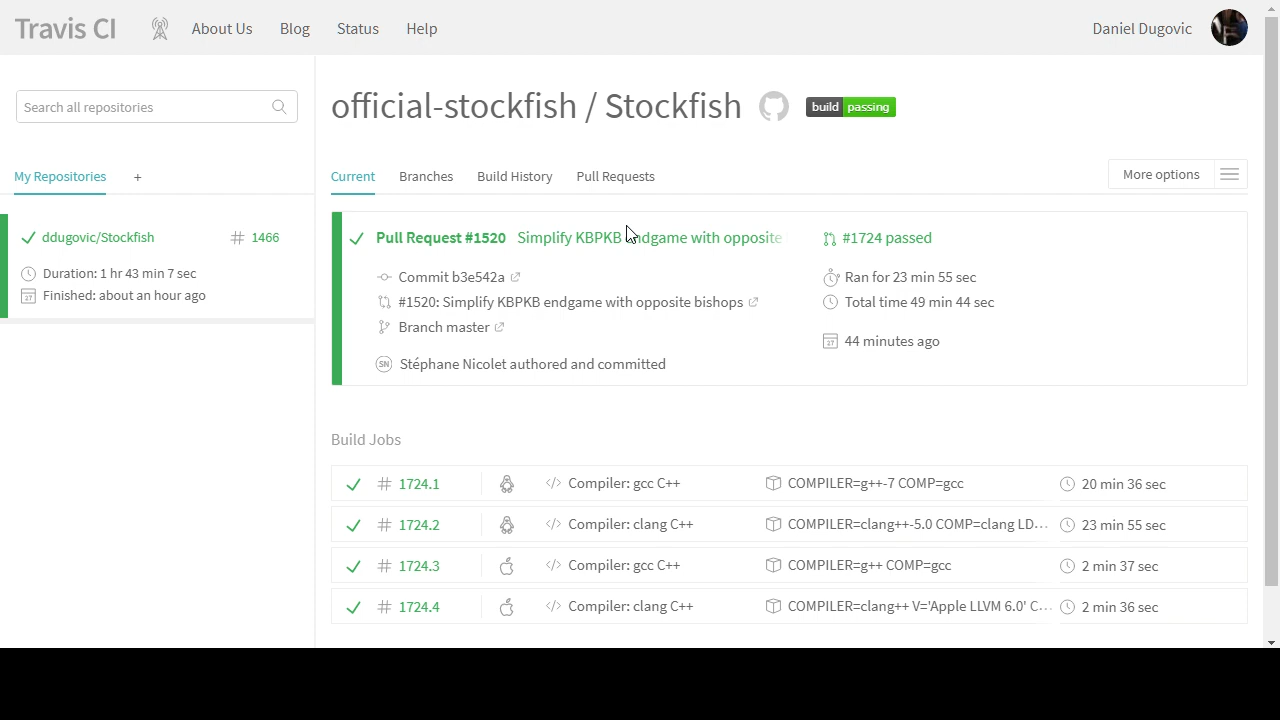 Travis CI
About Us
Blog
Status
Help
Daniel Dugovic
Search all repositories
official-stockfish / Stockfish
build passing
My Repositories
+
Current
Branches
Build History
Pull Requests
More options
ddugovic/Stockfish
# 1466
Duration: 1 hr 43 min 7 sec
Finished: about an hour ago
Pull Request #1520 Simplify KBPKB endgame with opposite
#1724 passed
Commit b3e542a
Ran for 23 min 55 sec
#1520: Simplify KBPKB endgame with opposite bishops
Total time 49 min 44 sec
Branch master
44 minutes ago
SN Stéphane Nicolet authored and committed
Build Jobs
# 1724.1 </> Compiler: gcc C++ COMPILER=g++-7 COMP=gcc 20 min 36 sec
# 1724.2 </> Compiler: clang C++ COMPILER=clang++-5.0 COMP=clang LD... 23 min 55 sec
# 1724.3 </> Compiler: gcc C++ COMPILER=g++ COMP=gcc 2 min 37 sec
# 1724.4 </> Compiler: clang C++ COMPILER=clang++ V='Apple LLVM 6.0' C... 2 min 36 sec